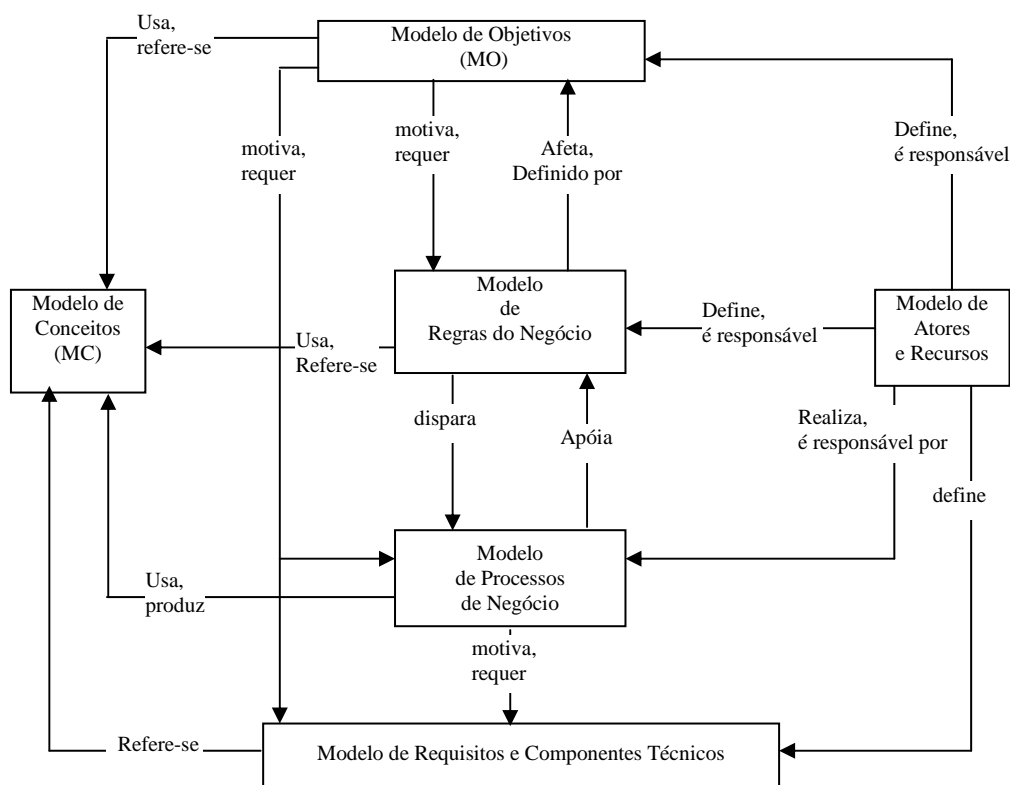 Usa,
refere-se
Modelo de Objetivos
(MO)
motiva,
requer
motiva,
requer
Afeta,
Definido por
Define,
é responsável
Modelo de
Conceitos
(MC)
Usa,
Refere-se
Modelo
de
Regras do Negócio
Define,
é responsável
Modelo de
Atores
e Recursos
dispara
Apóia
Realiza,
é responsável por
define
Usa,
produz
Modelo
de Processos
de Negócio
motiva,
requer
Refere-se
Modelo de Requisitos e Componentes Técnicos